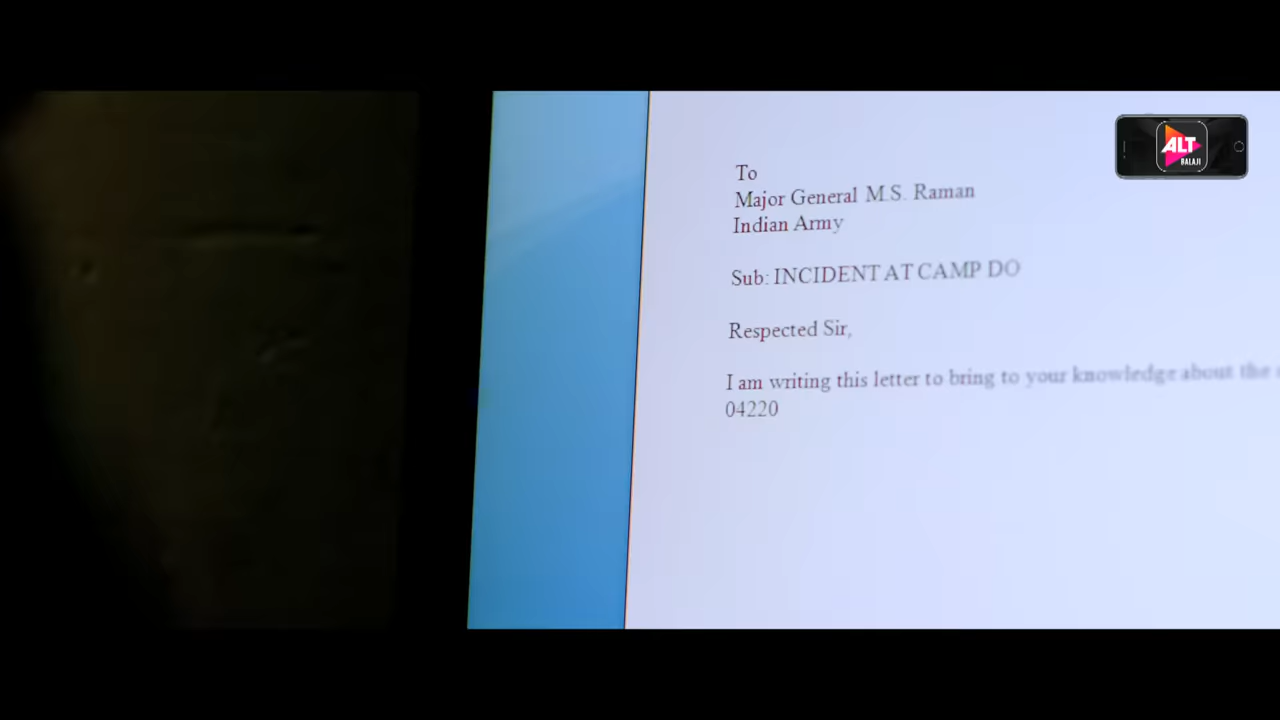 To
Major General M.S. Raman
Indian Army
Sub: INCIDENT AT CAMP DO
Respected Sir,
I am writing this letter to bring to your knowledge about the
04220
ALT
BALAJI